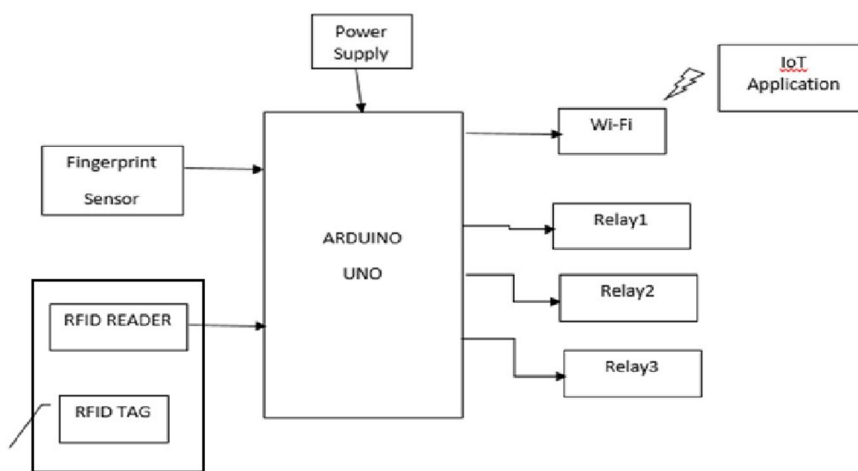 Power
Supply
IoT
Application
Wi-Fi
Fingerprint
Sensor
ARDUINO
UNO
Relay1
Relay2
RFID READER
Relay3
RFID TAG